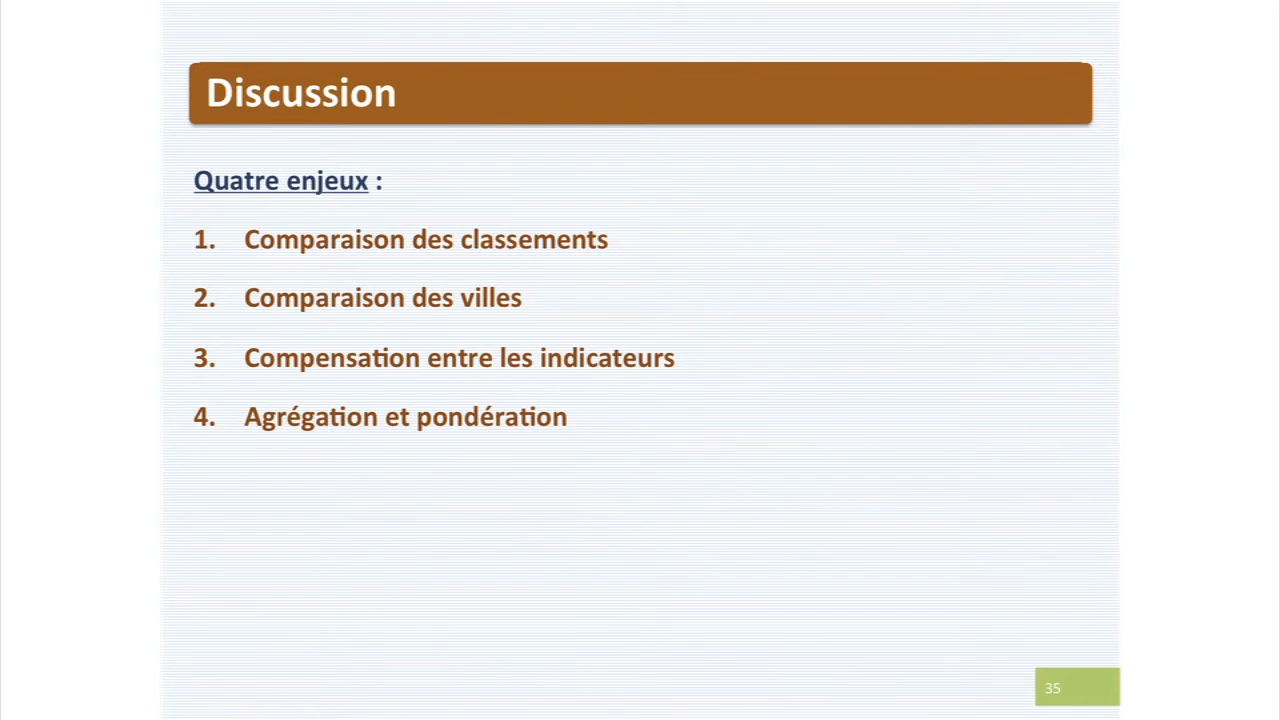 Discussion
Quatre enjeux :
1. Comparaison des classements
2. Comparaison des villes
3. Compensation entre les indicateurs
4. Agrégation et pondération
35